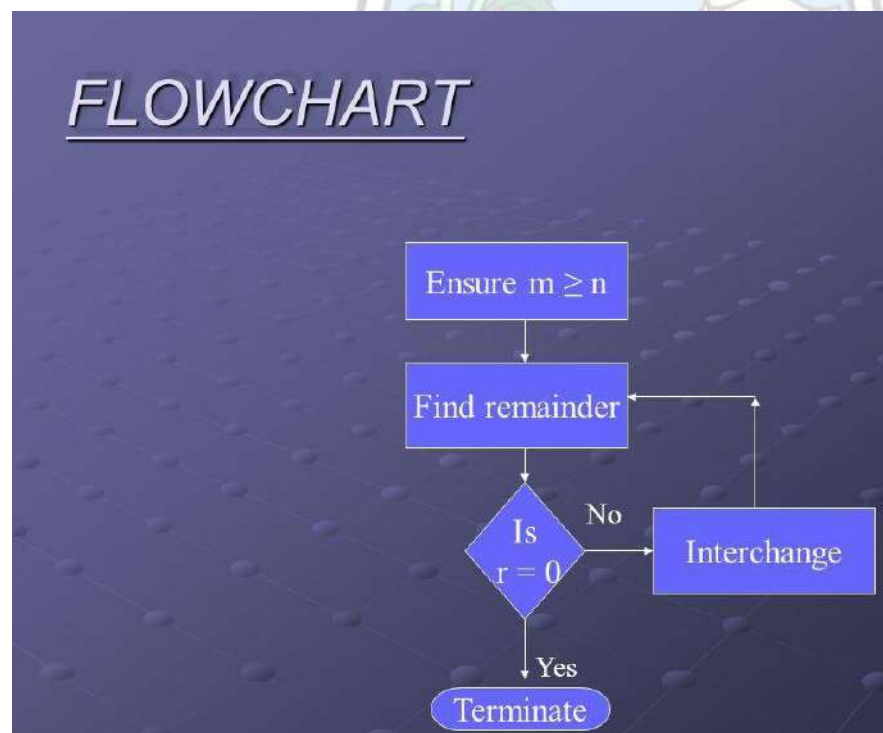 FLOWCHART
Ensure m ≥ n
Find remainder
Is
r = 0
No
Interchange
Yes
Terminate